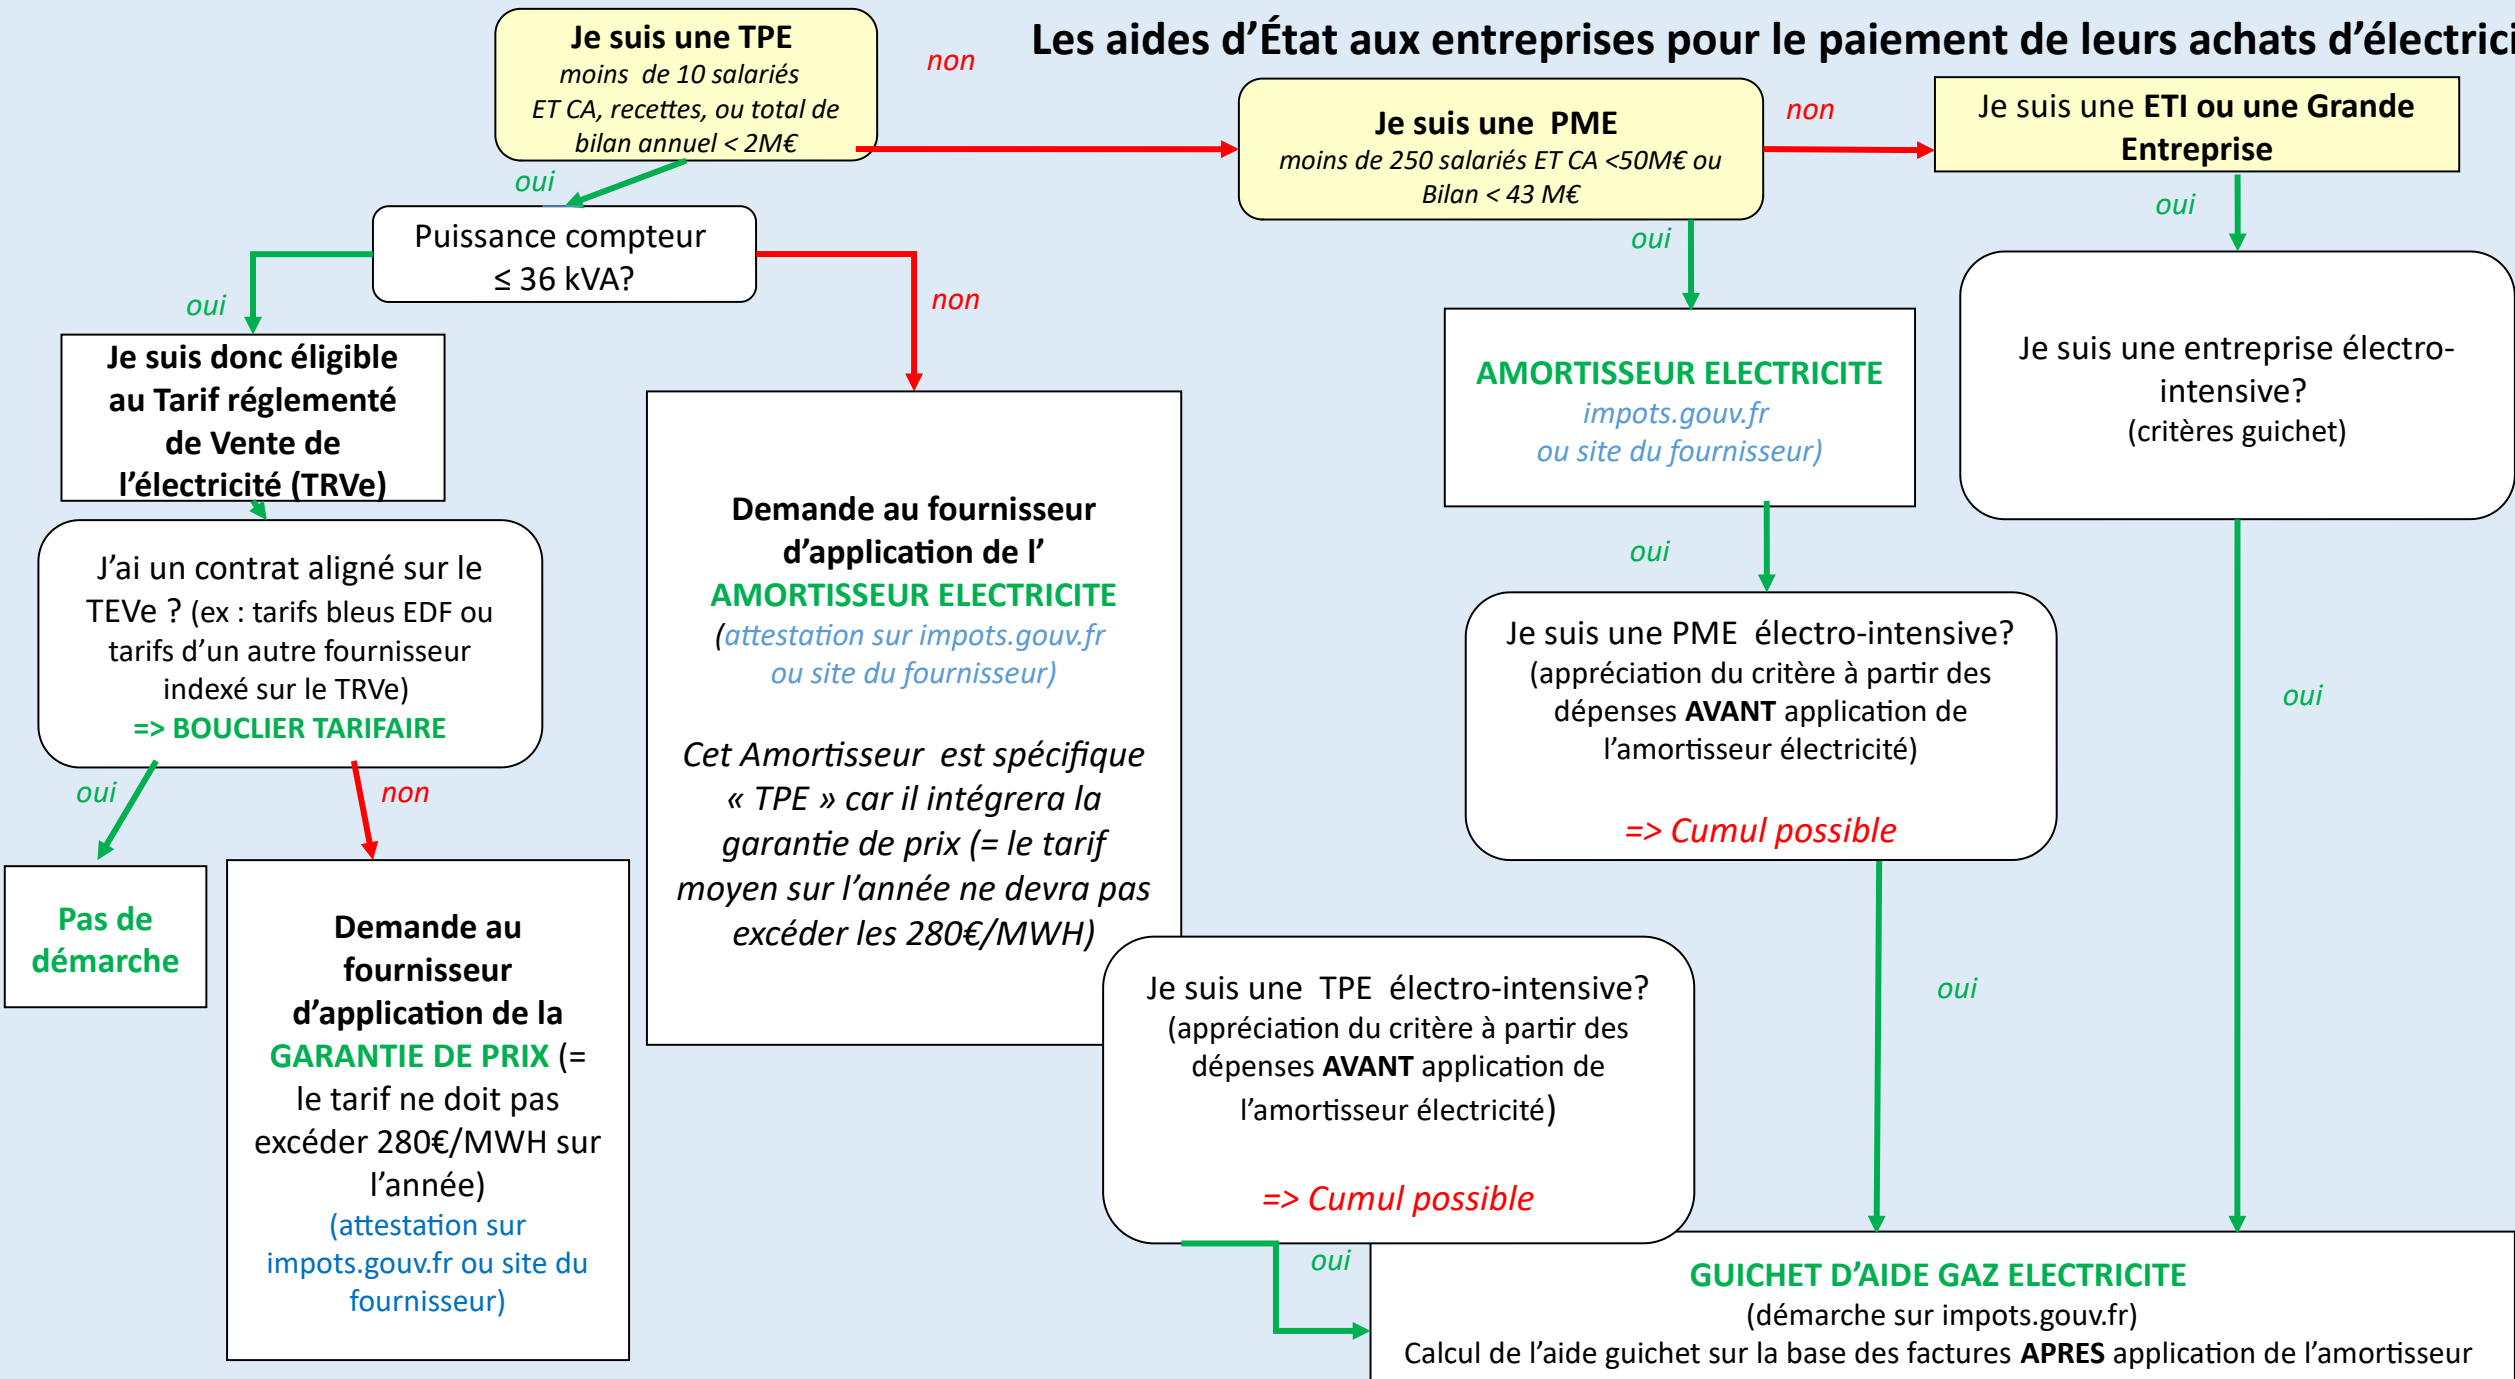 Les aides d’État aux entreprises pour le paiement de leurs achats d’électrici
Je suis une TPE
moins de 10 salariés
ET CA, recettes, ou total de
bilan annuel < 2M€
non
Je suis une PME
moins de 250 salariés ET CA <50M€ ou
Bilan < 43 M€
non
Je suis une ETI ou une Grande
Entreprise
oui
Puissance compteur
≤ 36 kVA?
oui
oui
oui
non
Je suis donc éligible
au Tarif réglementé
de Vente de
l’électricité (TRVe)
AMORTISSEUR ELECTRICITE
impots.gouv.fr
ou site du fournisseur)
Je suis une entreprise électro-
intensive?
(critères guichet)
J’ai un contrat aligné sur le
TEVe ? (ex : tarifs bleus EDF ou
tarifs d’un autre fournisseur
indexé sur le TRVe)
=> BOUCLIER TARIFAIRE
Demande au fournisseur
d’application de l’
AMORTISSEUR ELECTRICITE
(attestation sur impots.gouv.fr
ou site du fournisseur)
Cet Amortisseur est spécifique
« TPE » car il intégrera la
garantie de prix (= le tarif
moyen sur l’année ne devra pas
excéder les 280€/MWH)
oui
Je suis une PME électro-intensive?
(appréciation du critère à partir des
dépenses AVANT application de
l’amortisseur électricité)
=> Cumul possible
oui
oui
non
Pas de
démarche
Demande au
fournisseur
d’application de la
GARANTIE DE PRIX (=
le tarif ne doit pas
excéder 280€/MWH sur
l’année)
(attestation sur
impots.gouv.fr ou site du
fournisseur)
Je suis une TPE électro-intensive?
(appréciation du critère à partir des
dépenses AVANT application de
l’amortisseur électricité)
=> Cumul possible
oui
oui
GUICHET D’AIDE GAZ ELECTRICITE
(démarche sur impots.gouv.fr)
Calcul de l’aide guichet sur la base des factures APRES application de l’amortisseur